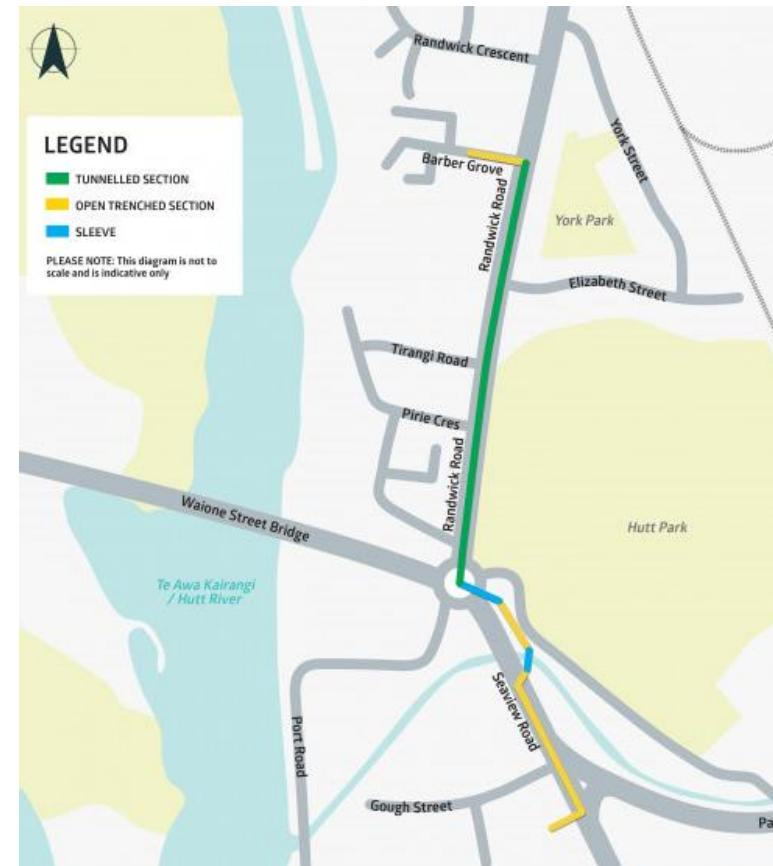 Randwick Crescent
LEGEND
TUNNELLED SECTION
OPEN TRENCHED SECTION
SLEEVE
PLEASE NOTE: This diagram is not to
scale and is indicative only
York Street
Barber Grove
Randwick Road
York Park
Elizabeth Street
Tirangi Road
Pirie Cres
Randwick Road
Waione Street Bridge
Hutt Park
Te Awa Kairangi
/ Hutt River
Seaview Road
Port Road
Gough Street
Pa